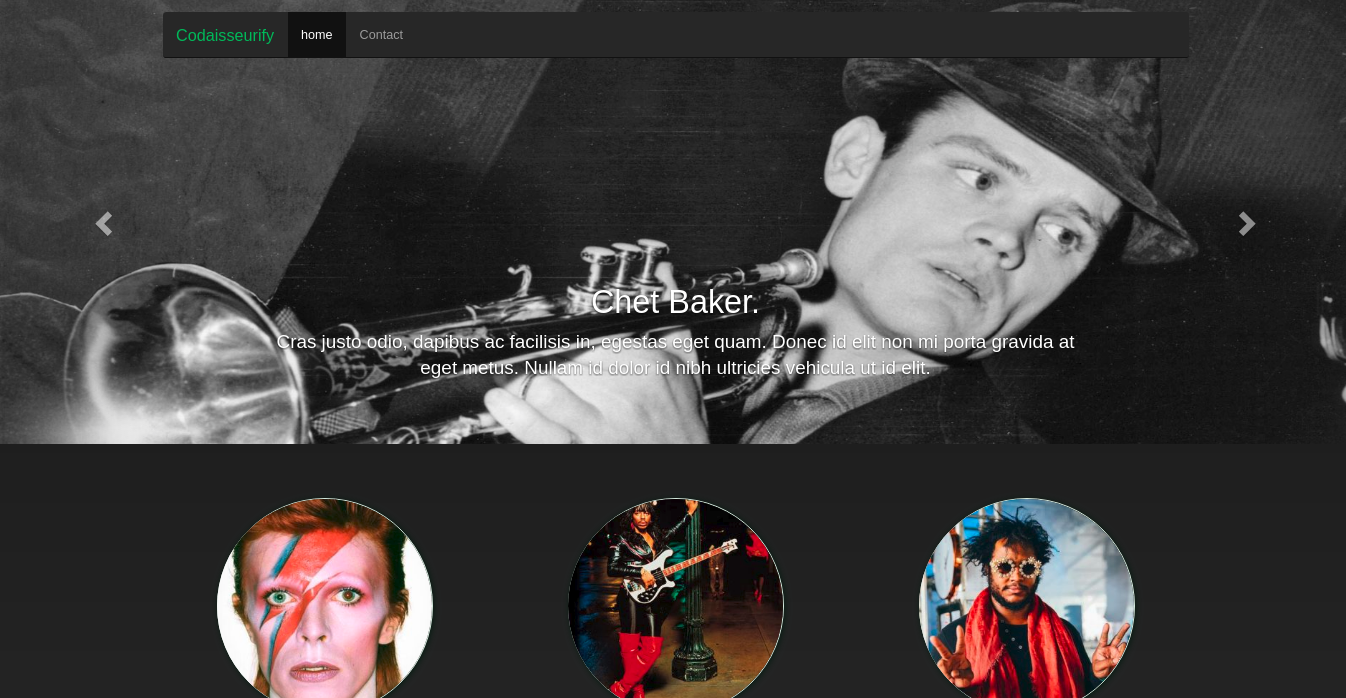 Codaisseurify home Contact
Chet Baker.
Cras justo odio, dapibus ac facilisis in, egestas eget quam. Donec id elit non mi porta gravida at
eget metus. Nullam id dolor id nibh ultricies vehicula ut id elit.